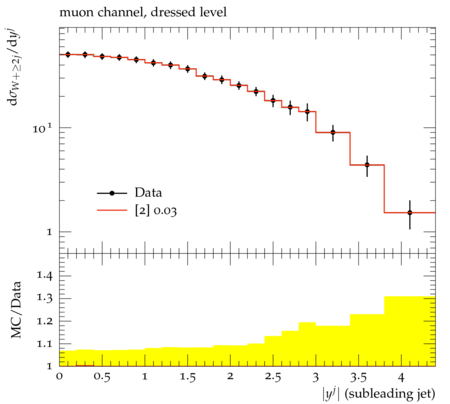 muon channel, dressed level
dσ_{W+≥2j}/dy^j
10^1
1
Data
[2] 0.03
MC/Data
1.4
1.3
1.2
1.1
1
0 0.5 1 1.5 2 2.5 3 3.5 4
|y^j| (subleading jet)